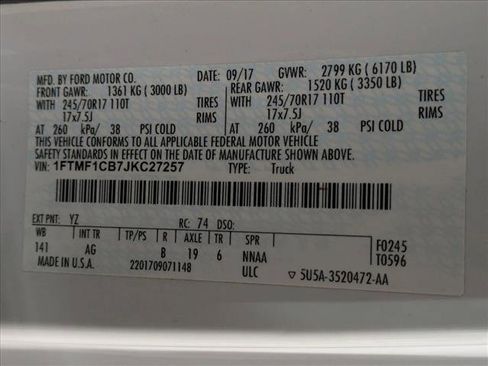 MFD. BY FORD MOTOR CO. DATE: 09/17 GVWR: 2799 KG ( 6170 LB)
FRONT GAWR: 1361 KG ( 3000 LB) REAR GAWR: 1520 KG ( 3350 LB)
WITH 245/70R17 110T TIRES WITH 245/70R17 110T TIRES
17x7.5J RIMS 17x7.5J RIMS
AT 260 kPa/ 38 PSI COLD AT 260 kPa/ 38 PSI COLD
THIS VEHICLE CONFORMS TO ALL APPLICABLE FEDERAL MOTOR VEHICLE
SAFETY STANDARDS IN EFFECT ON THE DATE OF MANUFACTURE SHOWN ABOVE.
VIN: 1FTMF1CB7JKC27257 TYPE: Truck
EXT PNT: YZ RC: 74 DSO:
WB INT TR TP/PS R AXLE TR SPR F0245
141 AG B 19 6 NNAA T0596
MADE IN U.S.A. 2201709071148 ULC ▽ 5U5A-3520472-AA